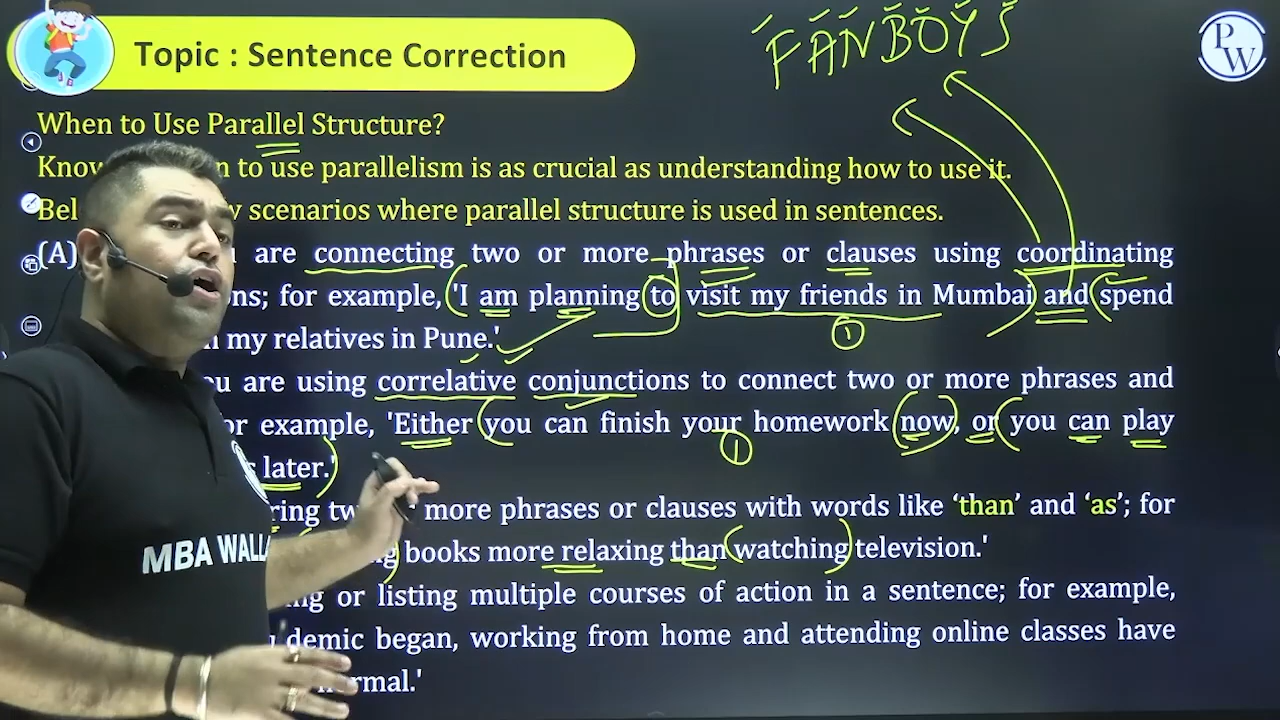 Topic : Sentence Correction
FANBOYS
P
W
When to Use Parallel Structure?
Know to use parallelism is as crucial as understanding how to use it.
Bel scenarios where parallel structure is used in sentences.
(A) are connecting two or more phrases or clauses using coordinating
ons; for example, 'I am planning to visit my friends in Mumbai and spend
my relatives in Pune.'
1
are using correlative conjunctions to connect two or more phrases and
or example, 'Either you can finish your homework now, or you can play
1
later.'
ring tw more phrases or clauses with words like 'than' and 'as'; for
books more relaxing than watching television.'
ng or listing multiple courses of action in a sentence; for example,
demic began, working from home and attending online classes have
normal.'
MBA WALLA